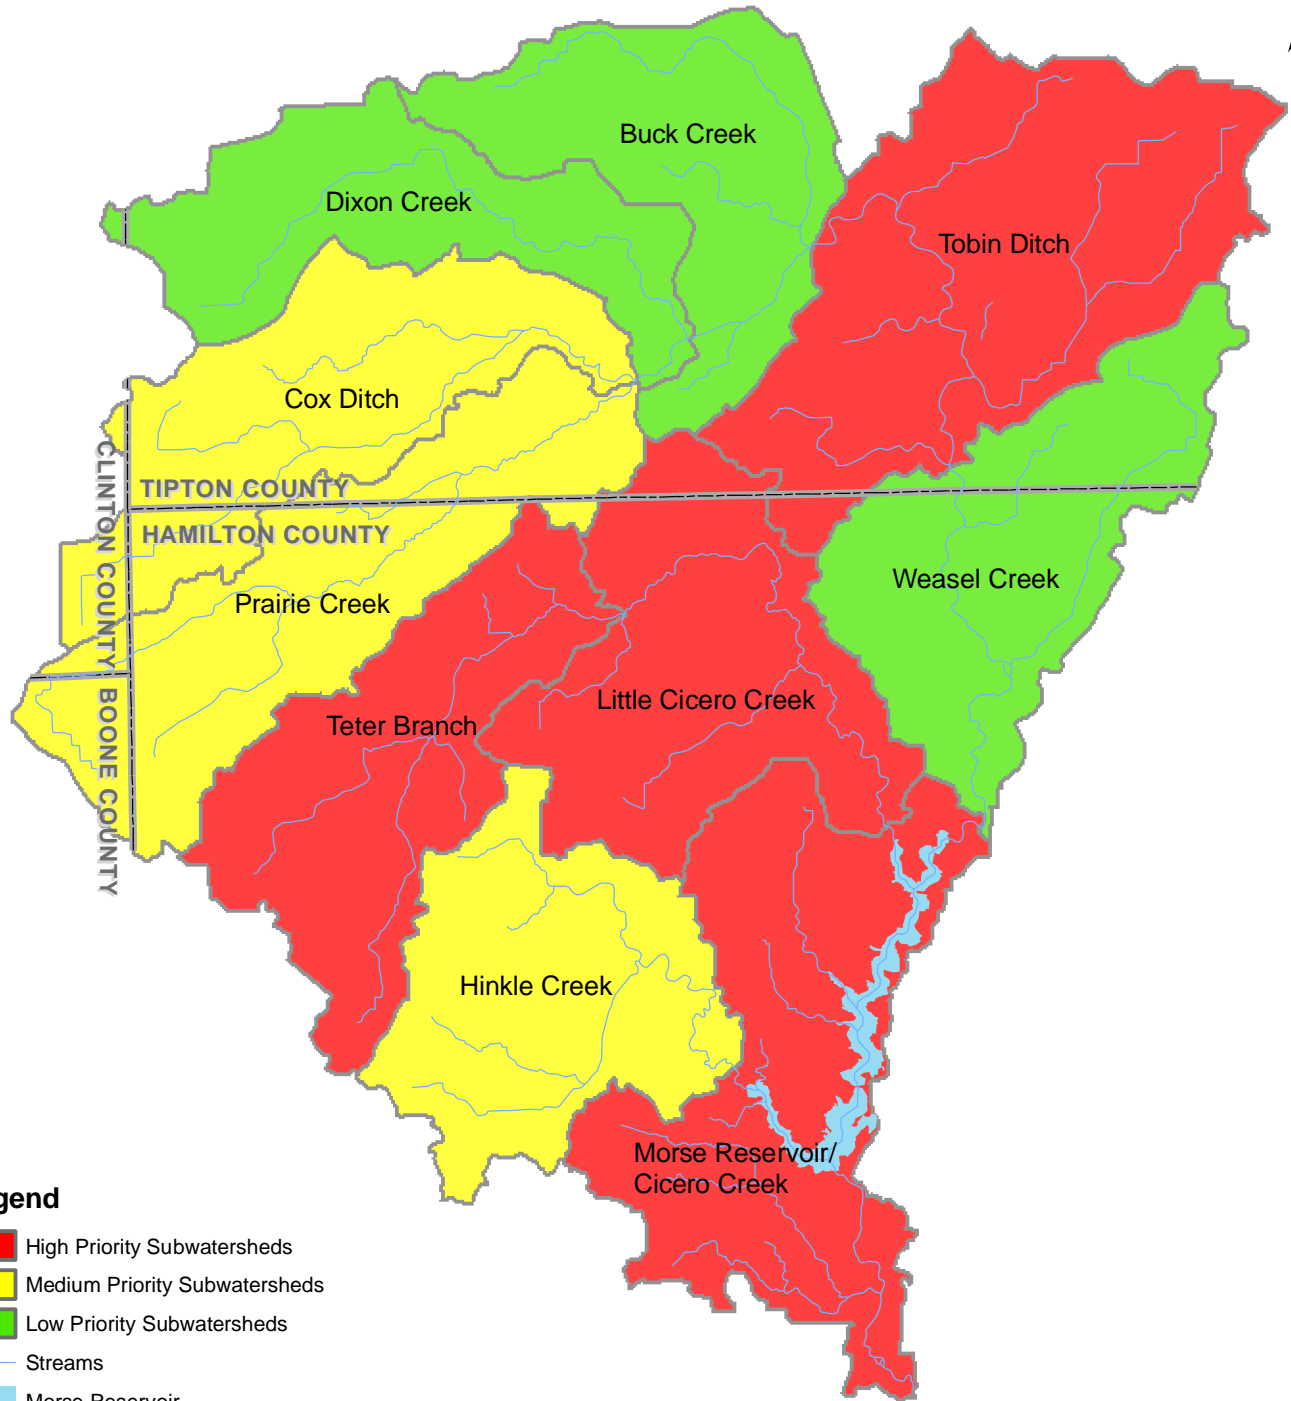 Buck Creek
Dixon Creek
Tobin Ditch
Cox Ditch
CLINTON COUNTY
TIPTON COUNTY
HAMILTON COUNTY
Weasel Creek
Prairie Creek
BOONE COUNTY
Little Cicero Creek
Teter Branch
Hinkle Creek
Morse Reservoir/
Cicero Creek
gend
High Priority Subwatersheds
Medium Priority Subwatersheds
Low Priority Subwatersheds
Streams
Morse Reservoir